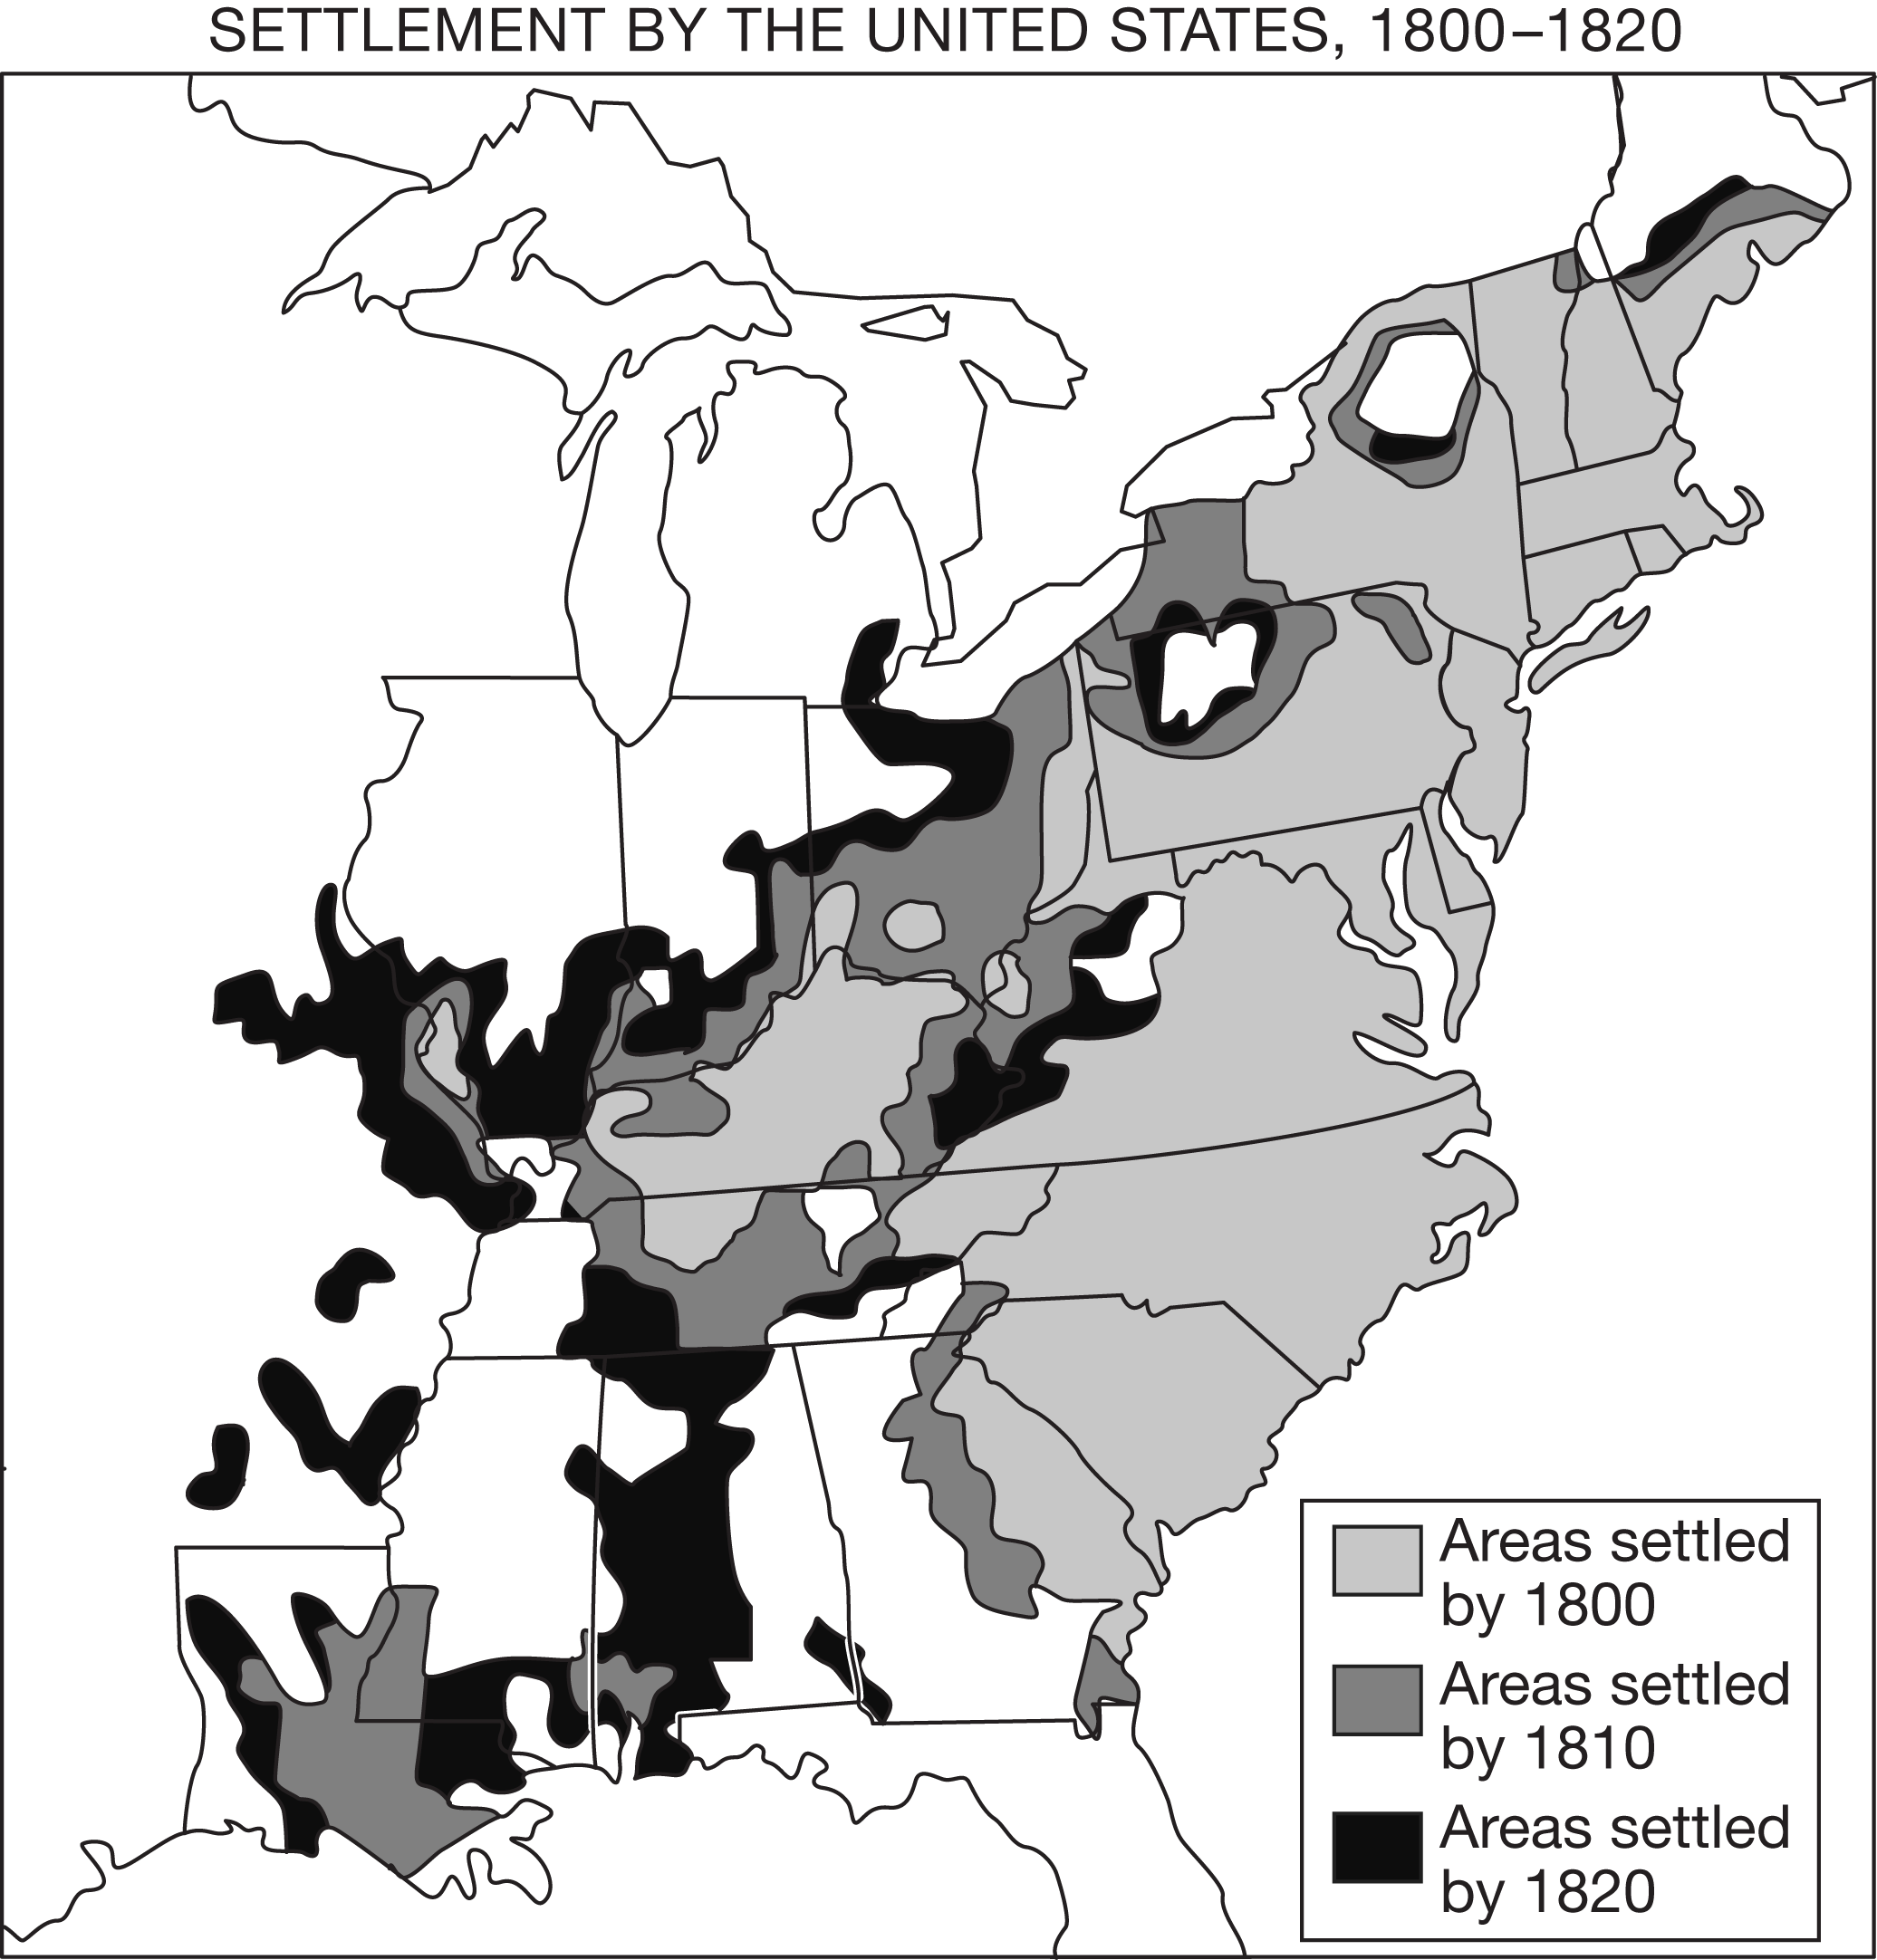 SETTLEMENT BY THE UNITED STATES, 1800–1820
Areas settled
by 1800
Areas settled
by 1810
Areas settled
by 1820